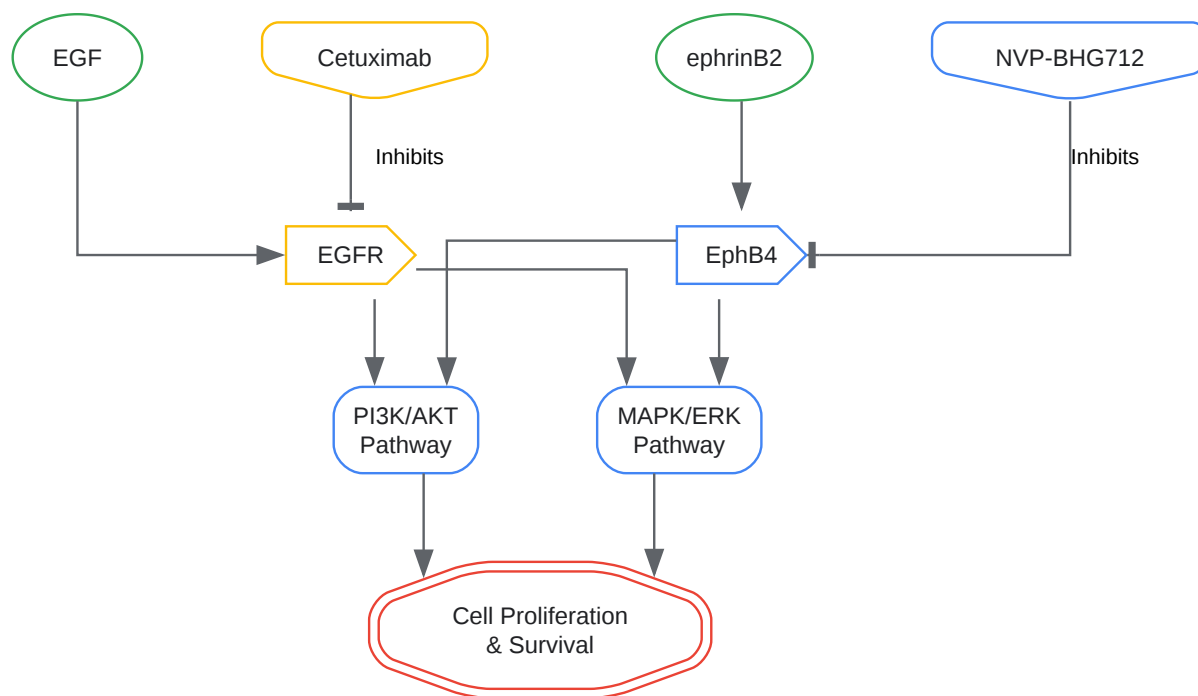 EGF
Cetuximab
ephrinB2
NVP-BHG712
Inhibits
Inhibits
EGFR
EphB4
PI3K/AKT
Pathway
MAPK/ERK
Pathway
Cell Proliferation
& Survival